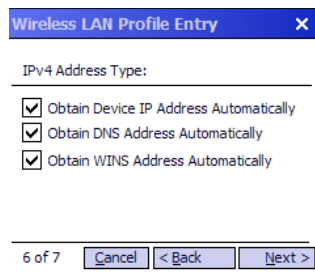 Wireless LAN Profile Entry
IPv4 Address Type:
Obtain Device IP Address Automatically
Obtain DNS Address Automatically
Obtain WINS Address Automatically
6 of 7 Cancel < Back Next >